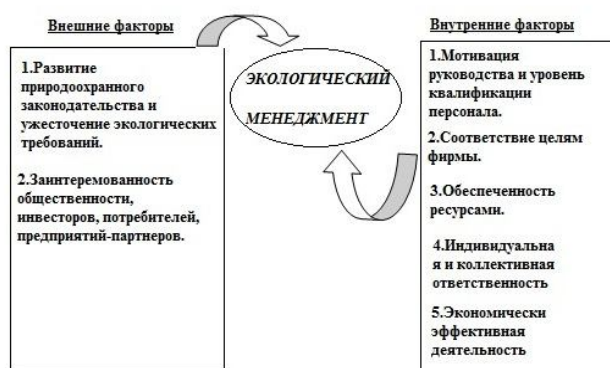 Внешние факторы
1.Развитие
природоохранного
законодательства и
ужесточение экологических
требований.
2.Заинтеремованность
общественности,
инвесторов, потребителей,
предприятий-партнеров.
ЭКОЛОГИЧЕСКИЙ
МЕНЕДЖМЕНТ
Внутренние факторы
1.Мотивация
руководства и уровень
квалификации
персонала.
2.Соответствие целям
фирмы.
3.Обеспеченность
ресурсами.
4.Индивидуальна
я и коллективная
ответственность
5.Экономически
эффективная
деятельность